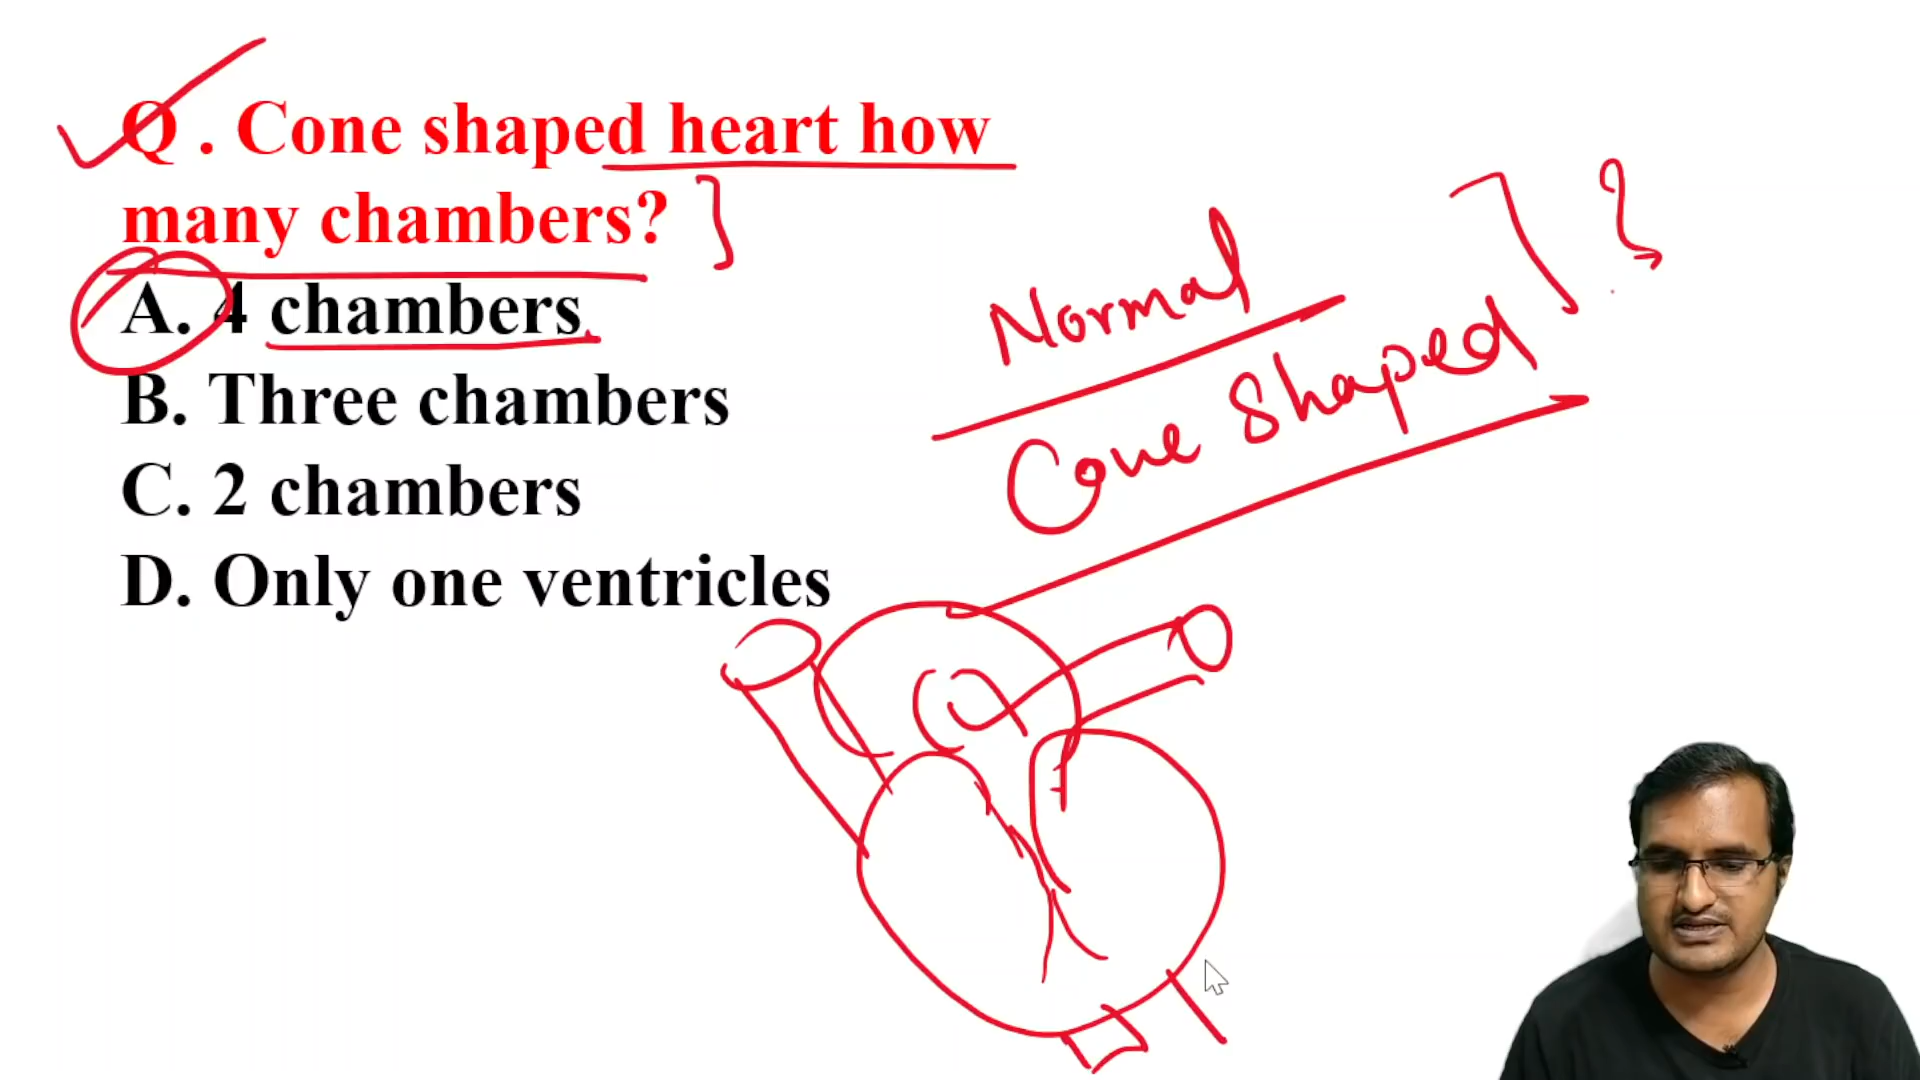 Q . Cone shaped heart how
many chambers?
A. 4 chambers.
B. Three chambers
C. 2 chambers
D. Only one ventricles
Normal
Cone Shaped
?